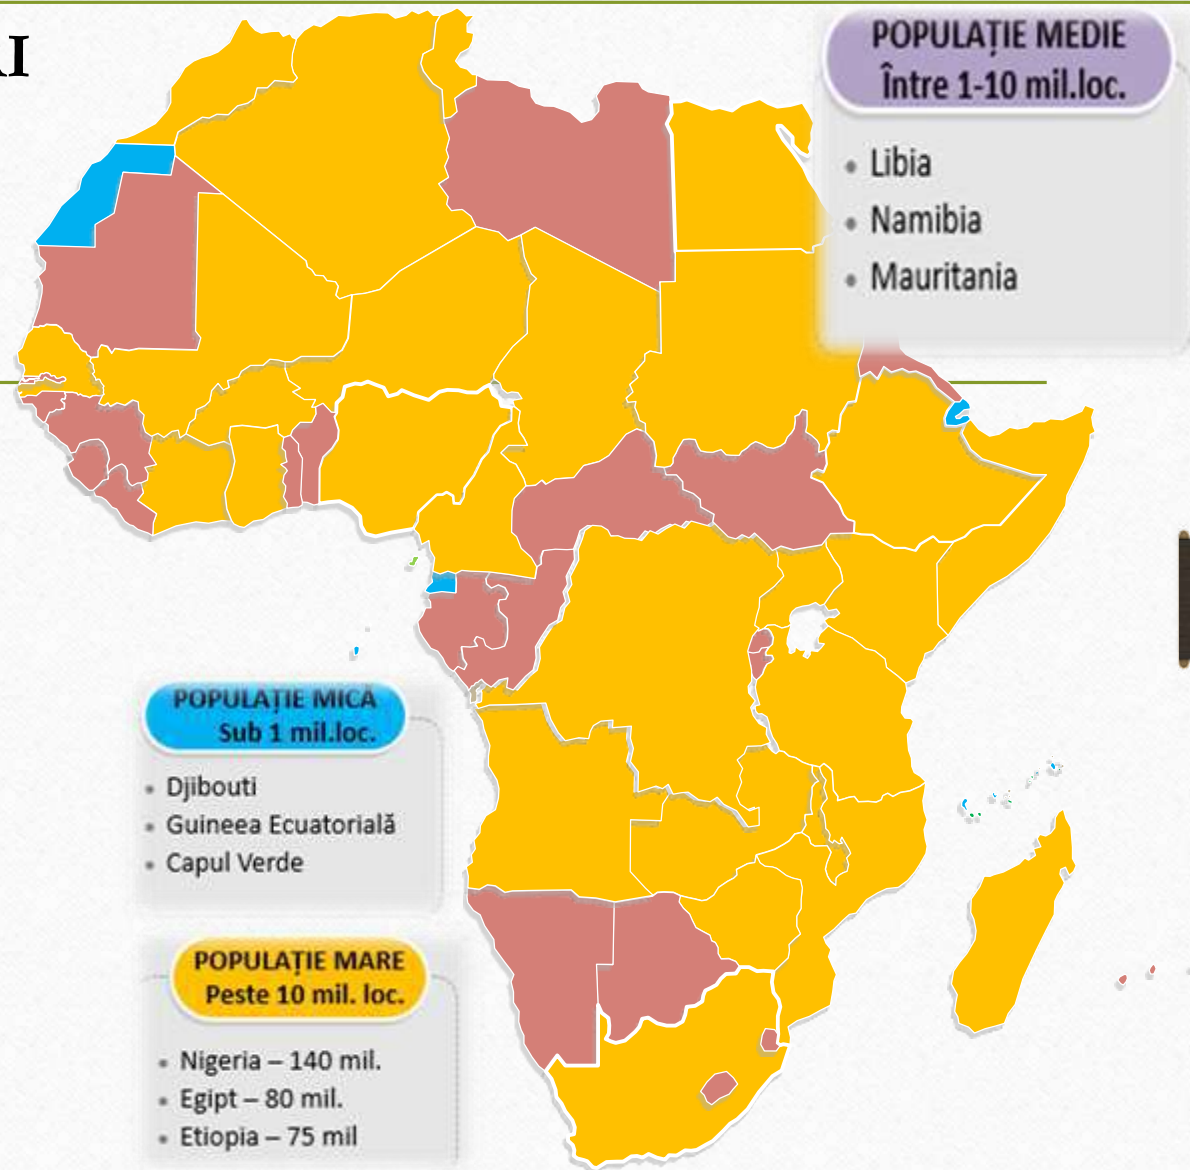 RI
POPULAȚIE MEDIE
Între 1-10 mil.loc.
• Libia
• Namibia
• Mauritania
POPULAȚIE MICĂ
Sub 1 mil.loc.
• Djibouti
• Guineea Ecuatorială
• Capul Verde
POPULAȚIE MARE
Peste 10 mil. loc.
• Nigeria – 140 mil.
• Egipt – 80 mil.
• Etiopia – 75 mil